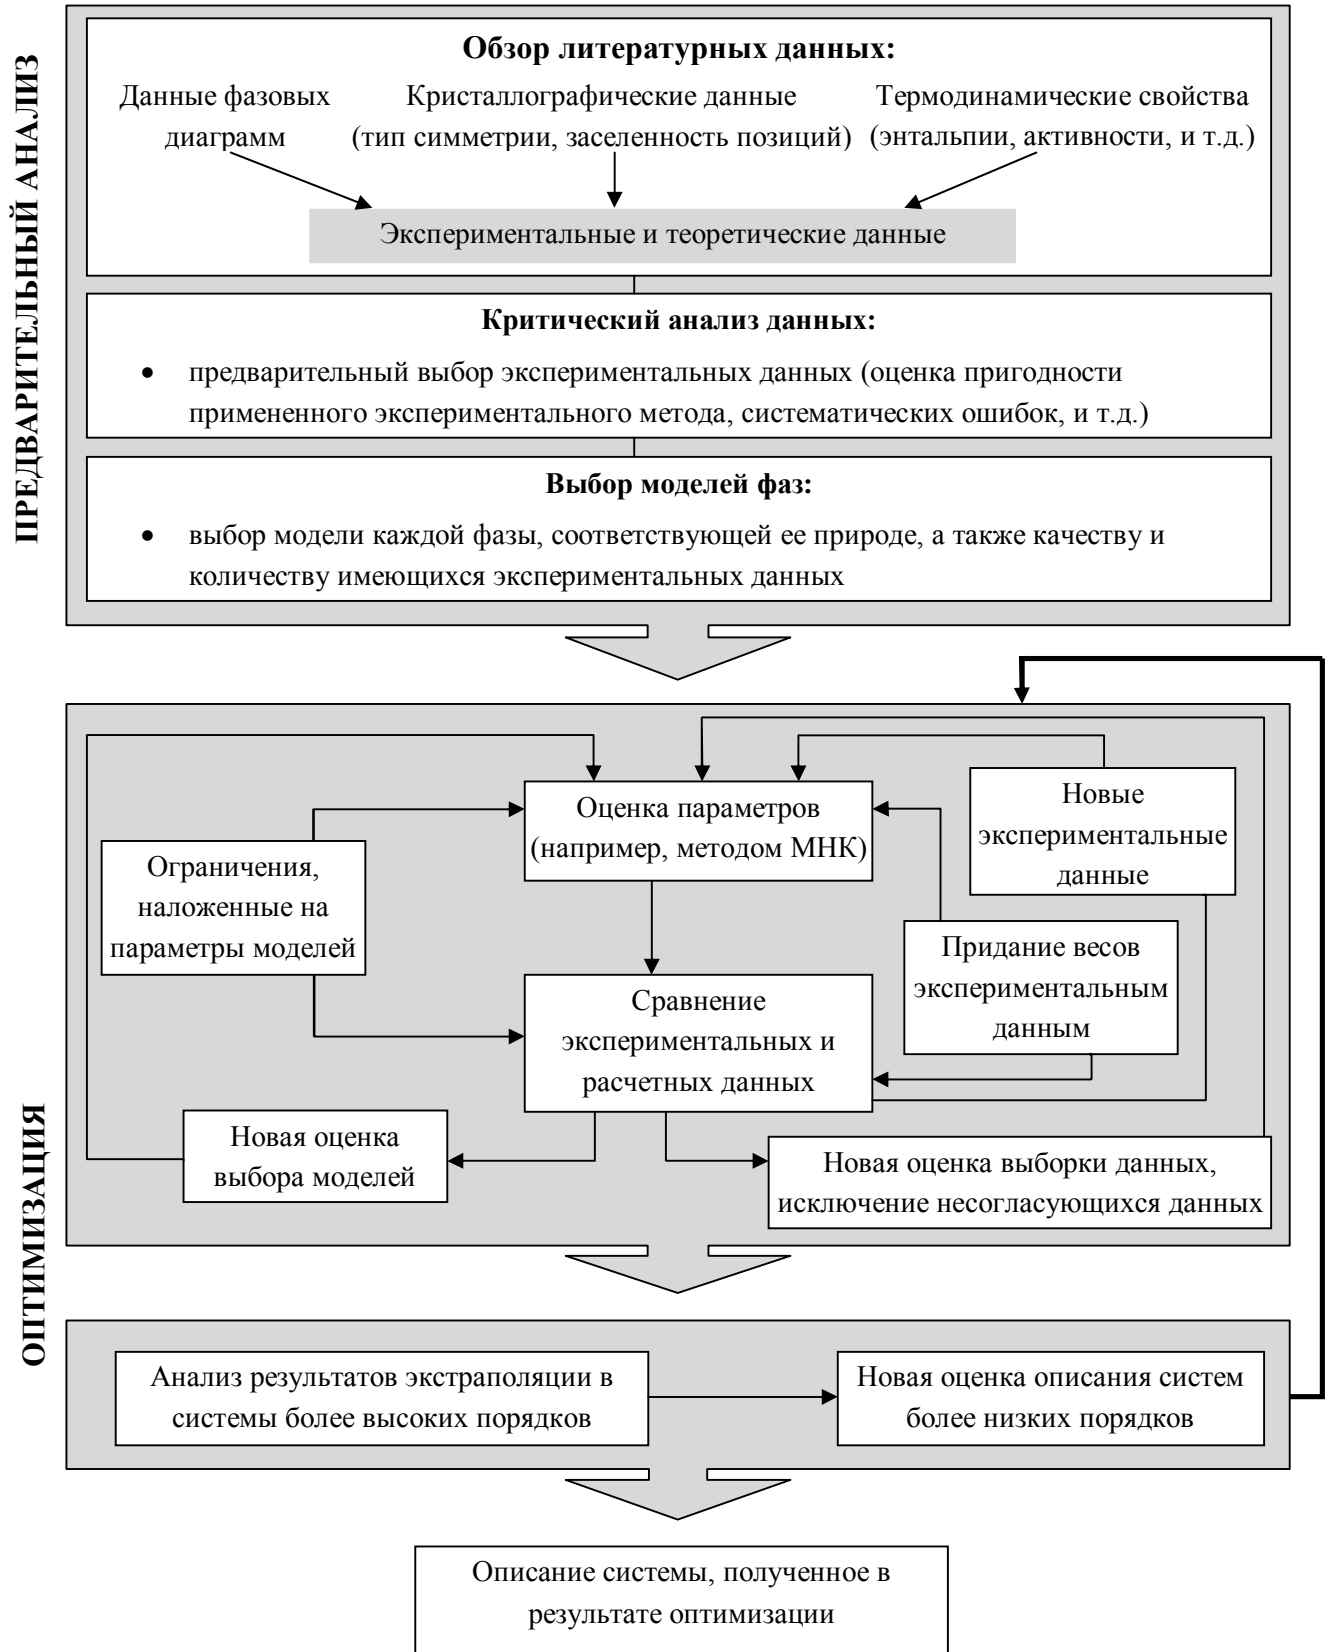 ПРЕДВАРИТЕЛЬНЫЙ АНАЛИЗ
Обзор литературных данных:
Данные фазовых
диаграмм
Кристаллографические данные
(тип симметрии, заселенность позиций)
Термодинамические свойства
(энтальпии, активности, и т.д.)
Экспериментальные и теоретические данные
Критический анализ данных:
• предварительный выбор экспериментальных данных (оценка пригодности
примененного экспериментального метода, систематических ошибок, и т.д.)
Выбор моделей фаз:
• выбор модели каждой фазы, соответствующей ее природе, а также качеству и
количеству имеющихся экспериментальных данных
ОПТИМИЗАЦИЯ
Оценка параметров
(например, методом МНК)
Новые
экспериментальные
данные
Ограничения,
наложенные на
параметры моделей
Придание весов
экспериментальным
данным
Сравнение
экспериментальных и
расчетных данных
Новая оценка
выбора моделей
Новая оценка выборки данных,
исключение несогласующихся данных
Анализ результатов экстраполяции в
системы более высоких порядков
Новая оценка описания систем
более низких порядков
Описание системы, полученное в
результате оптимизации